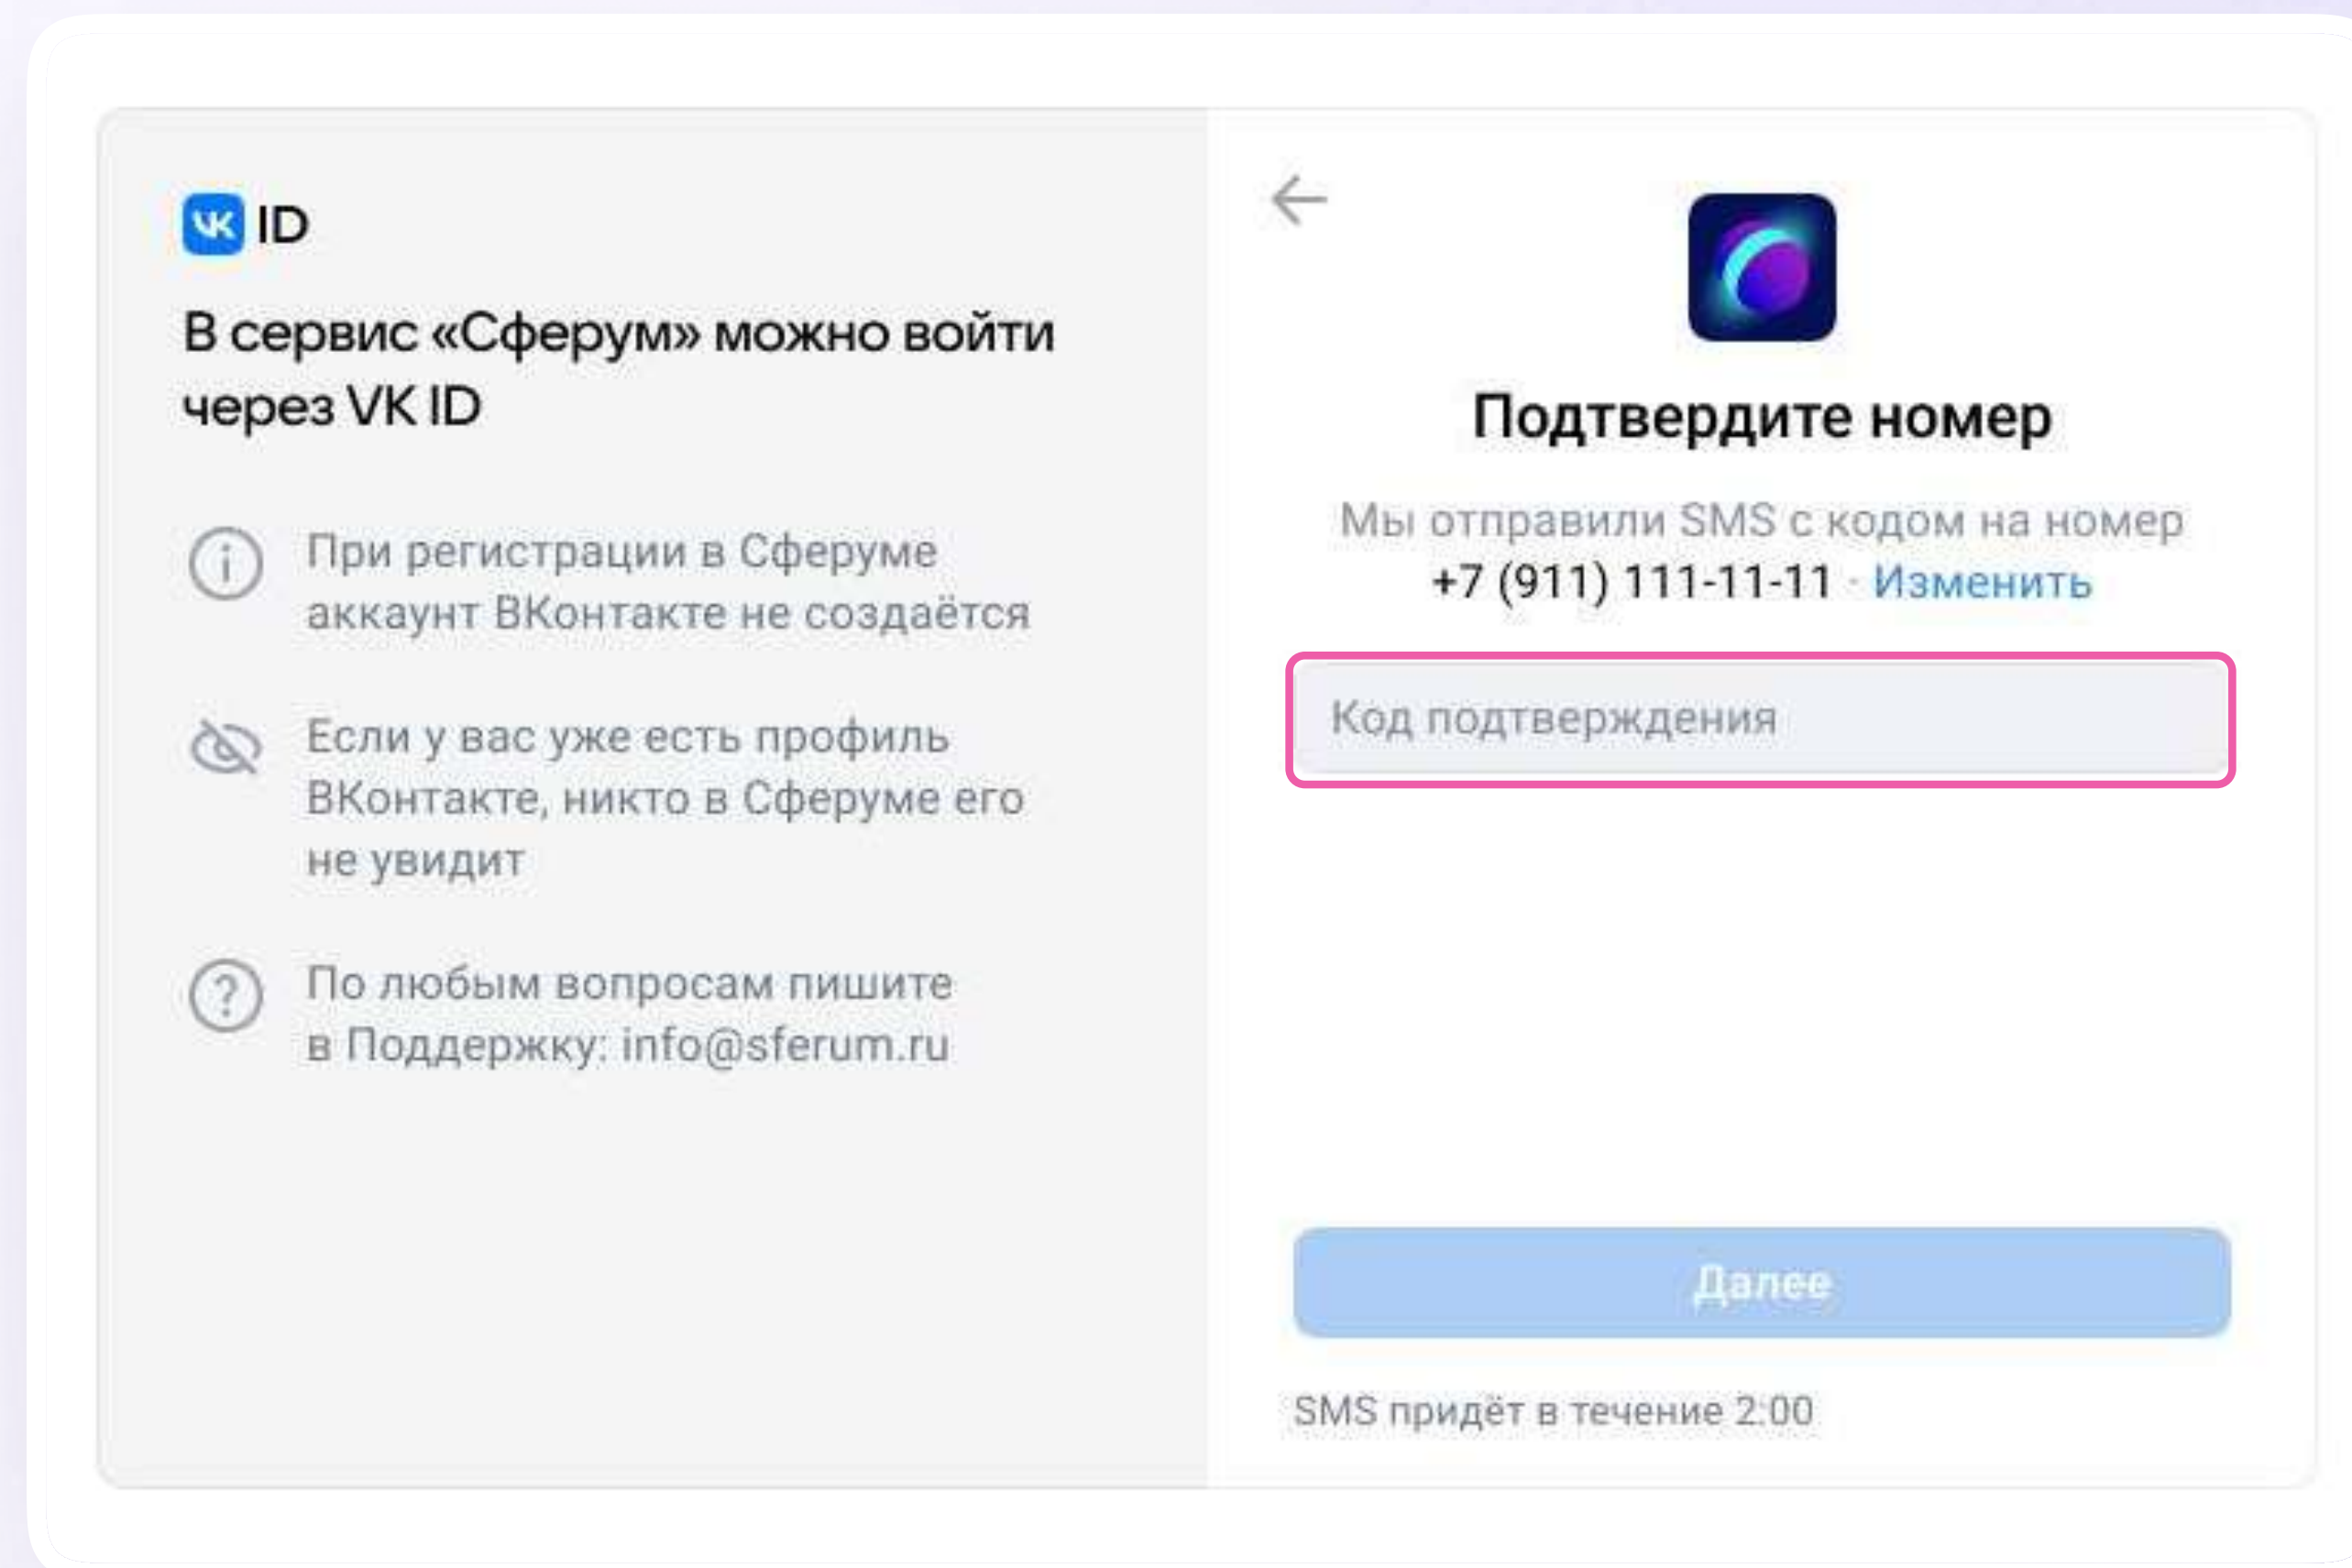 VK ID
В сервис «Сферум» можно войти
через VK ID
При регистрации в Сферуме
аккаунт ВКонтакте не создаётся
Если у вас уже есть профиль
ВКонтакте, никто в Сферуме его
не увидит
По любым вопросам пишите
в Поддержку: info@sferum.ru
Подтвердите номер
Мы отправили SMS с кодом на номер
+7 (911) 111-11-11 · Изменить
Код подтверждения
Далее
SMS придёт в течение 2:00